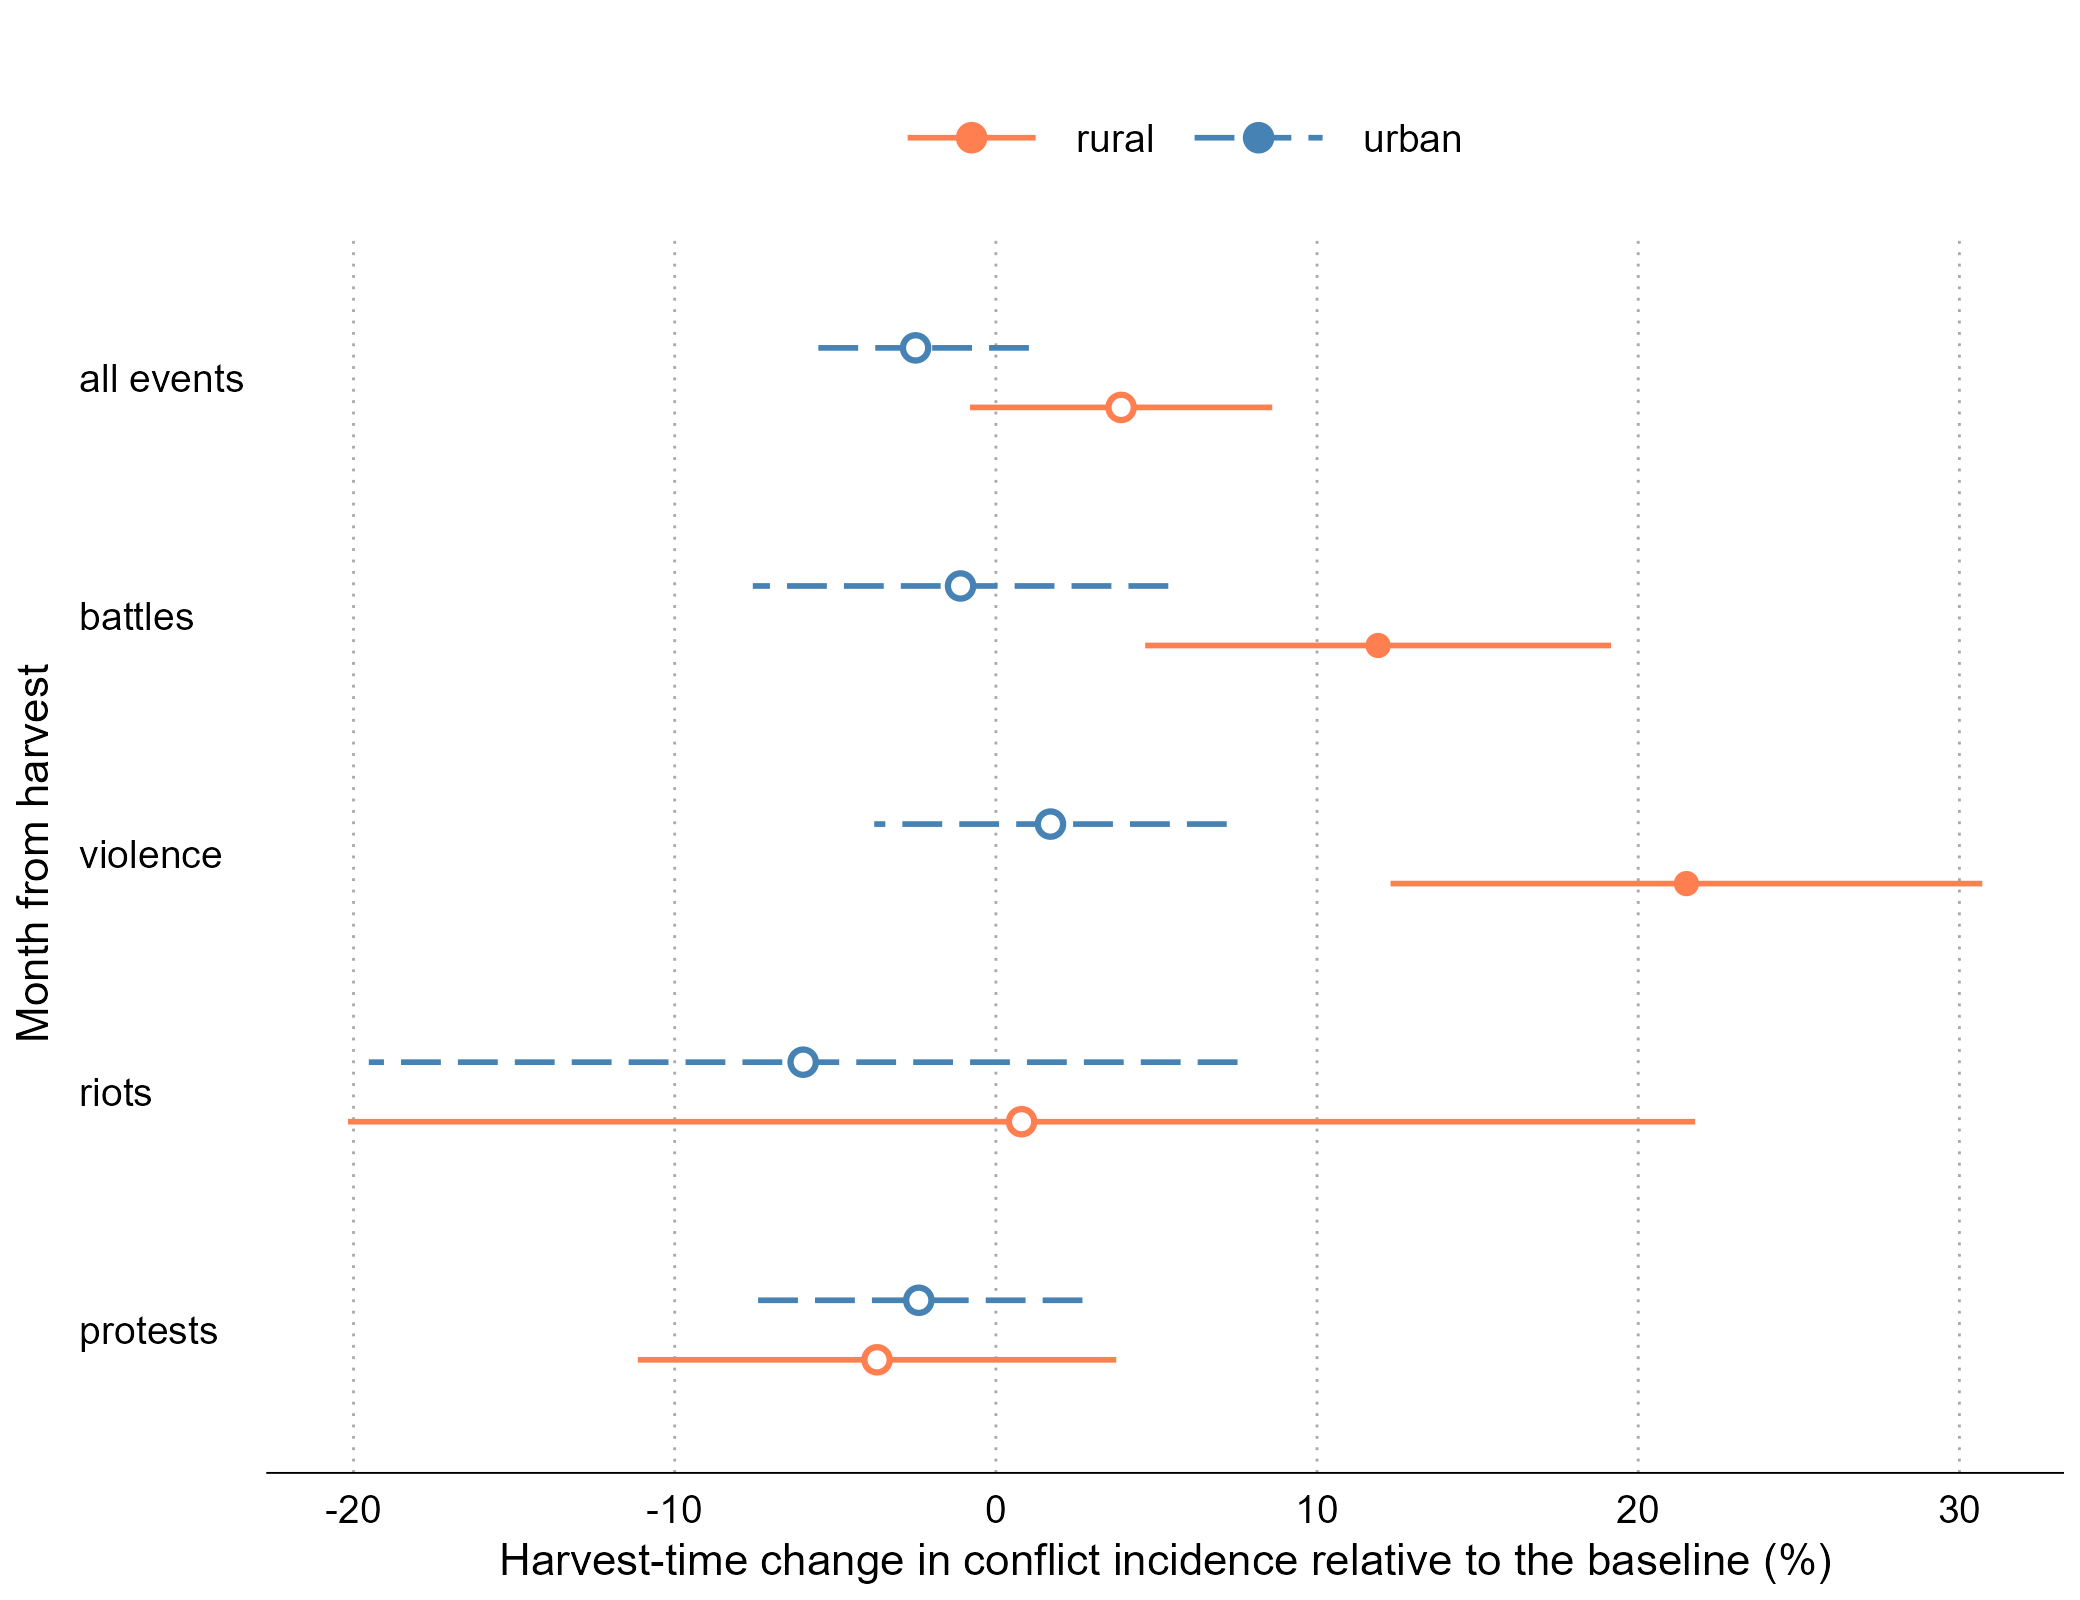 rural urban
all events
battles
violence
riots
protests
Month from harvest
-20 -10 0 10 20 30
Harvest-time change in conflict incidence relative to the baseline (%)